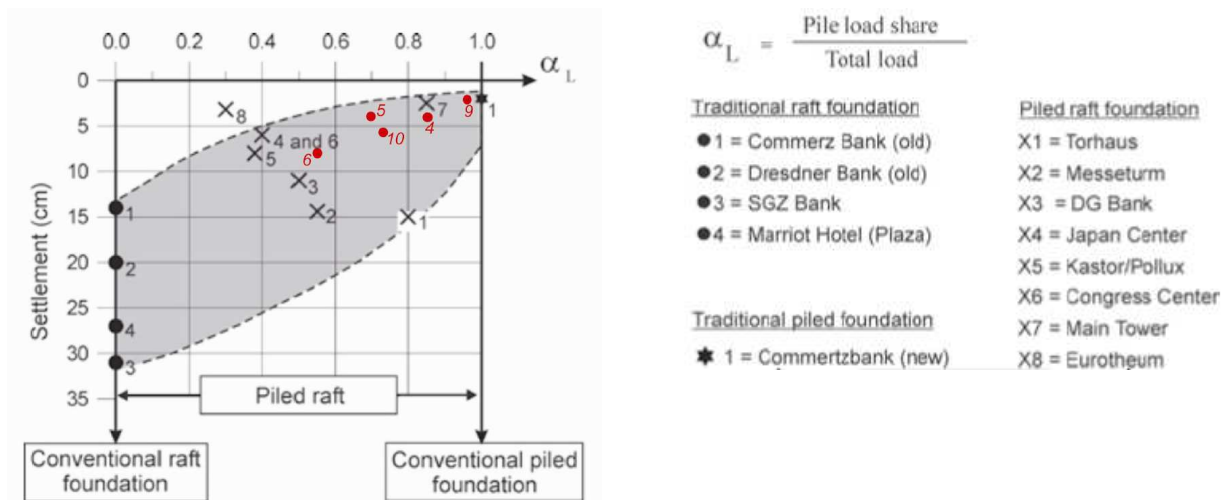 0.0 0.2 0.4 0.6 0.8 1.0
α L
0
5
10
15
20
25
30
35
Settlement (cm)
8
4 and 6
5
3
2
1
7
1
5
10
4
9
6
1
2
4
3
Piled raft
Conventional raft
foundation
Conventional piled
foundation
α L = Pile load share
Total load
Traditional raft foundation
1 = Commerz Bank (old)
2 = Dresdner Bank (old)
3 = SGZ Bank
4 = Marriot Hotel (Plaza)
Traditional piled foundation
1 = Commertzbank (new)
Piled raft foundation
X1 = Torhaus
X2 = Messeturm
X3 = DG Bank
X4 = Japan Center
X5 = Kastor/Pollux
X6 = Congress Center
X7 = Main Tower
X8 = Eurotheum